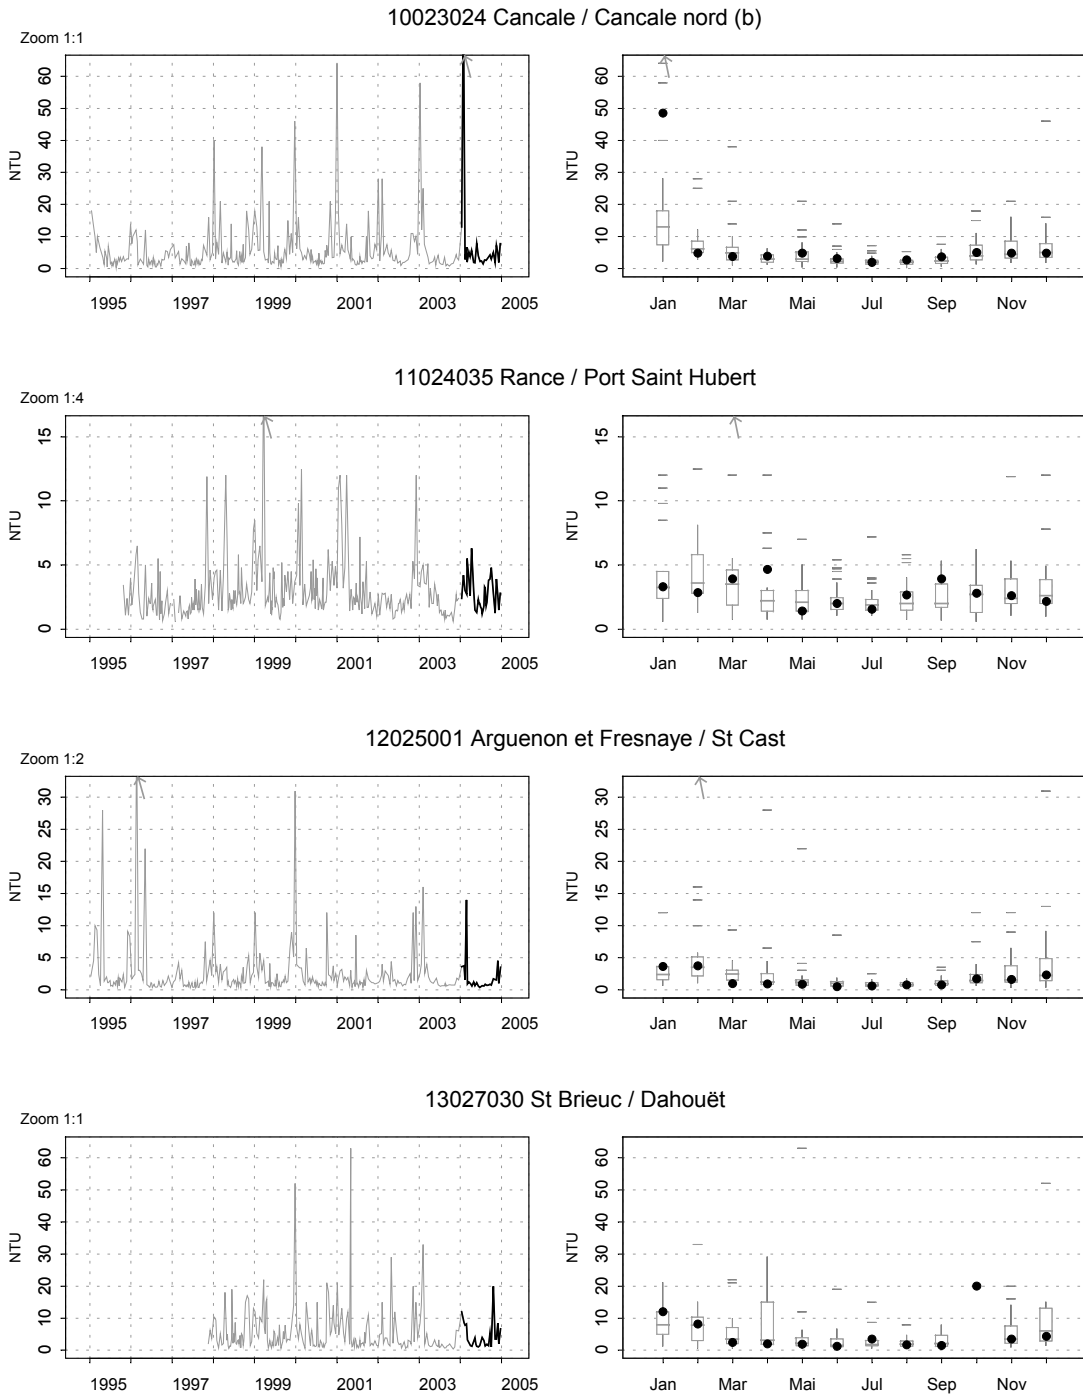 10023024 Cancale / Cancale nord (b)
Zoom 1:1
NTU
0 10 20 30 40 50 60
1995 1997 1999 2001 2003 2005
NTU
0 10 20 30 40 50 60
Jan Mar Mai Jul Sep Nov
11024035 Rance / Port Saint Hubert
Zoom 1:4
NTU
0 5 10 15
1995 1997 1999 2001 2003 2005
NTU
0 5 10 15
Jan Mar Mai Jul Sep Nov
12025001 Arguenon et Fresnaye / St Cast
Zoom 1:2
NTU
0 5 10 15 20 25 30
1995 1997 1999 2001 2003 2005
NTU
0 5 10 15 20 25 30
Jan Mar Mai Jul Sep Nov
13027030 St Brieuc / Dahouët
Zoom 1:1
NTU
0 10 20 30 40 50 60
1995 1997 1999 2001 2003 2005
NTU
0 10 20 30 40 50 60
Jan Mar Mai Jul Sep Nov